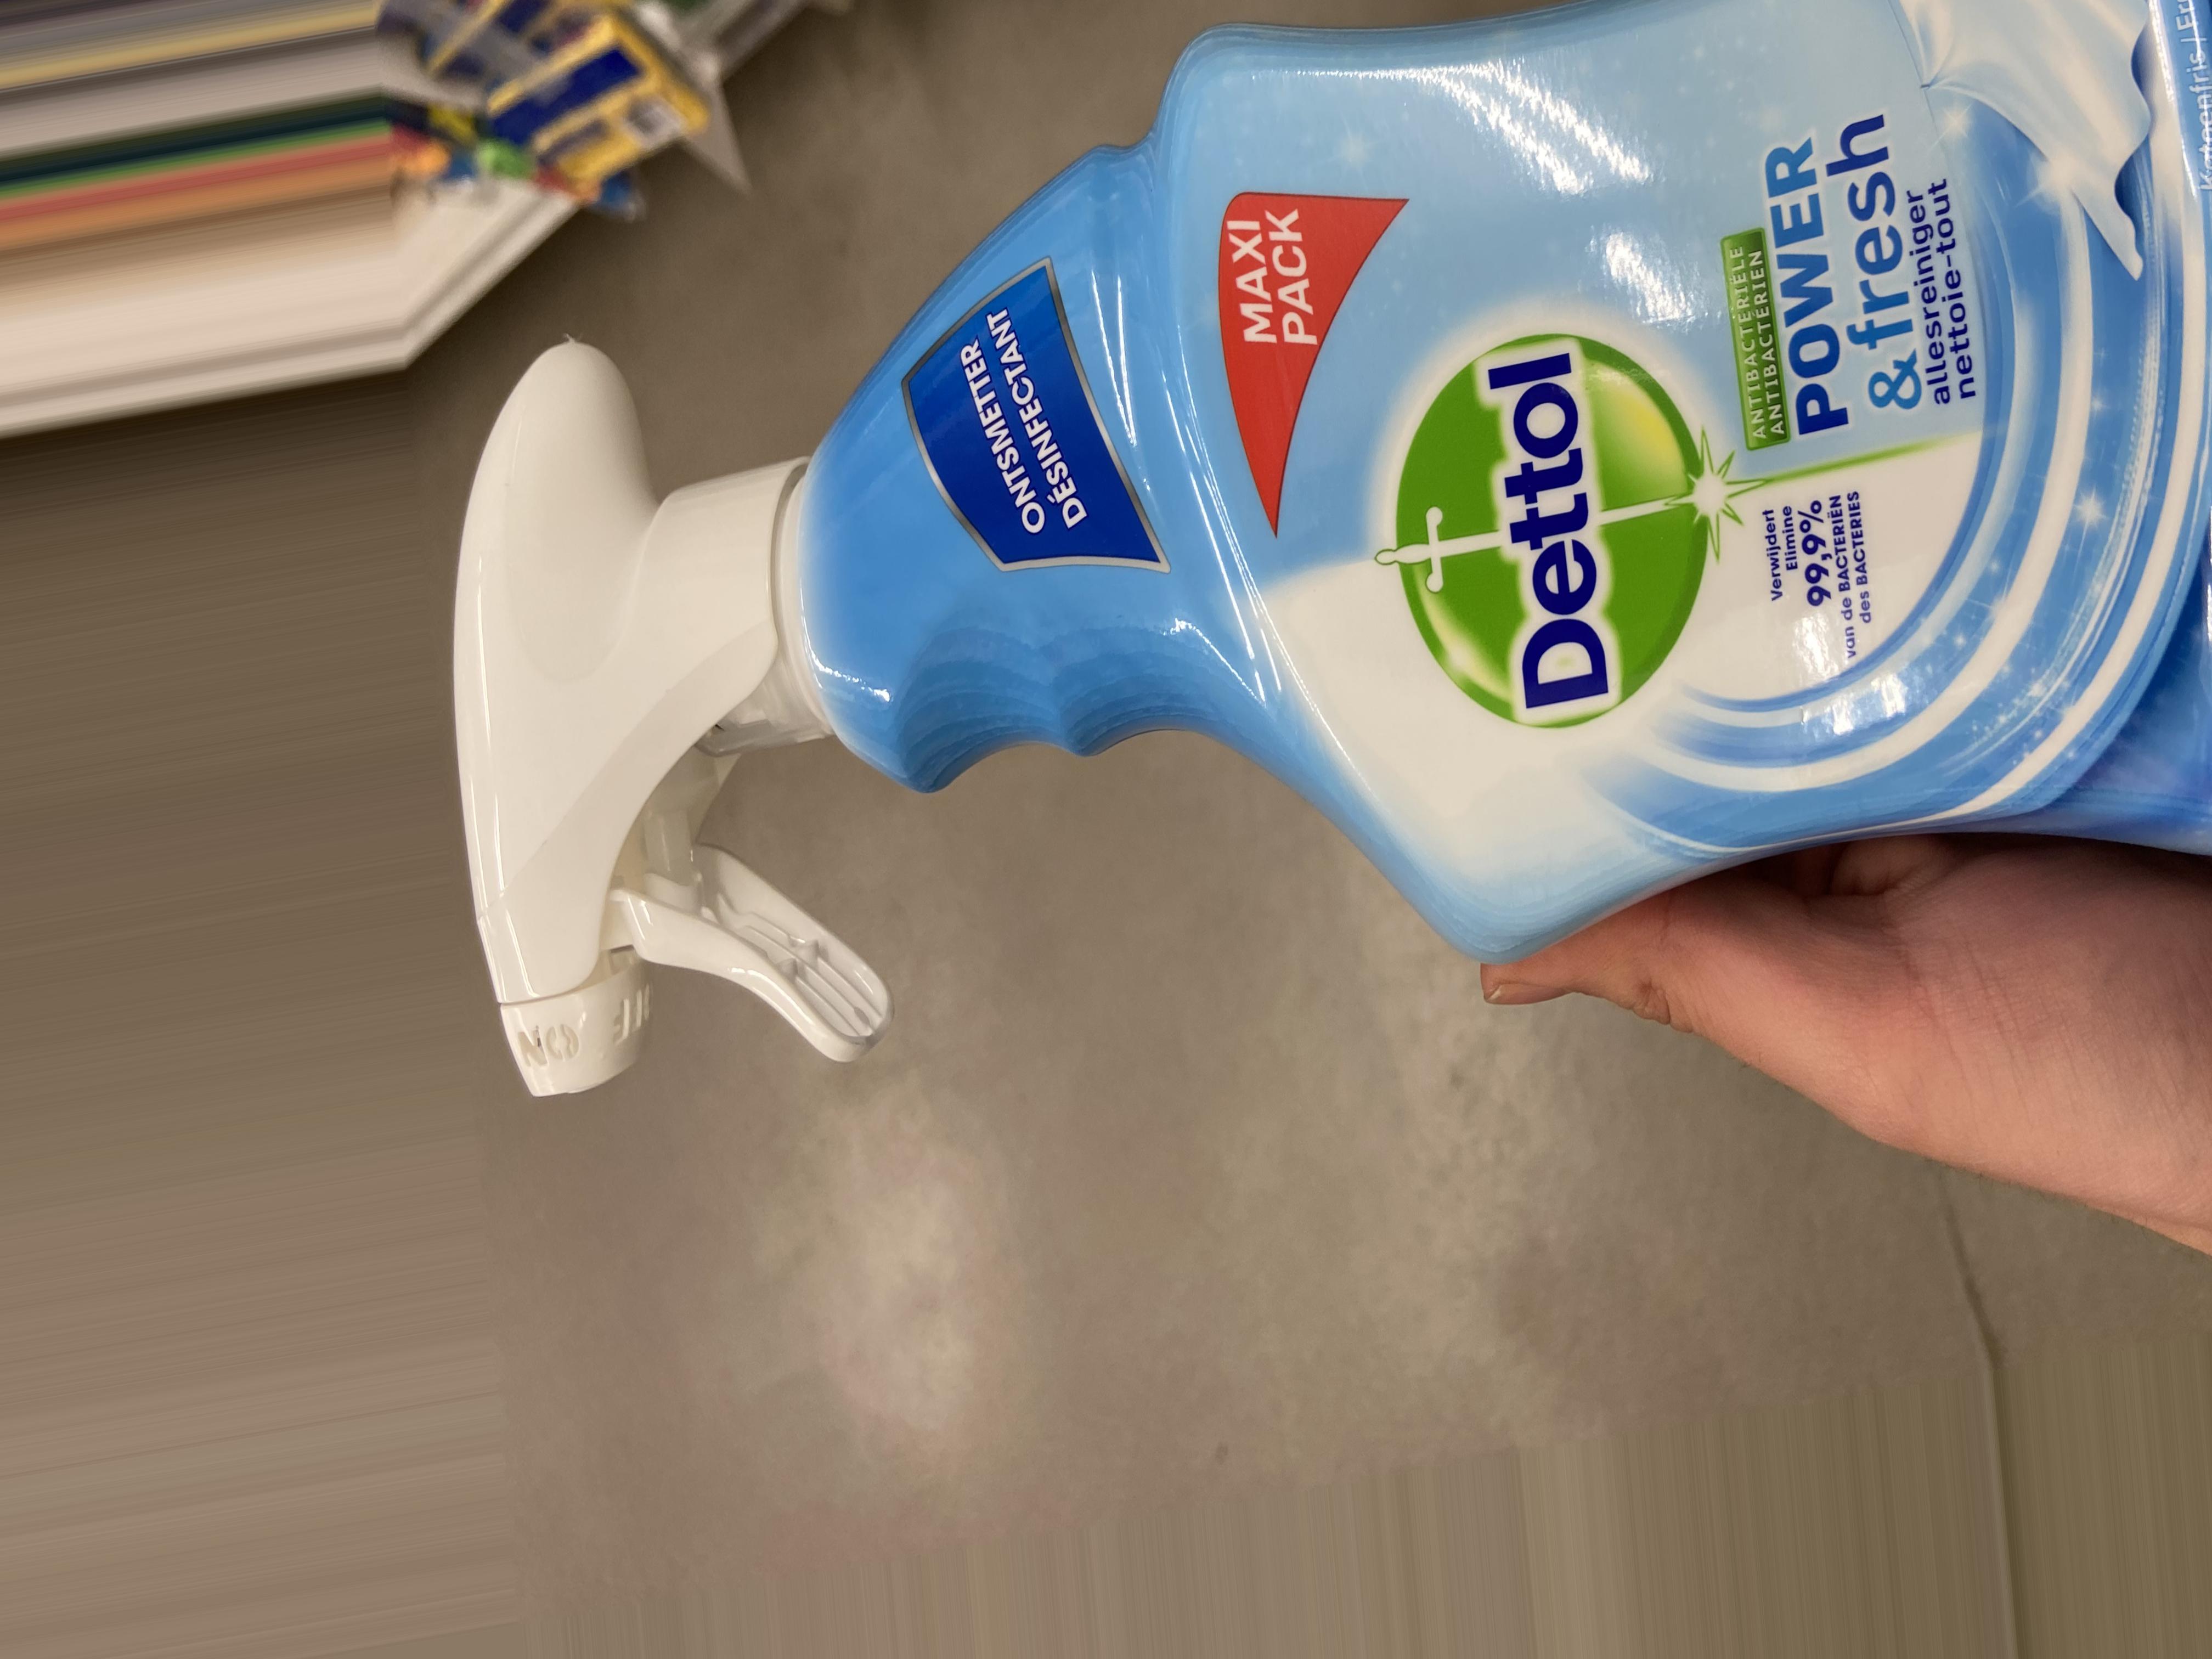 ONTSMETTER
DÉSINFECTANT
MAXI
PACK
Dettol
ANTIBACTERIËLE
ANTIBACTÉRIEN
POWER
& fresh
allesreiniger
nettoie-tout
Verwijdert
Elimine
99,9%
van de BACTERIËN
des BACTERIES
Katoenfris |